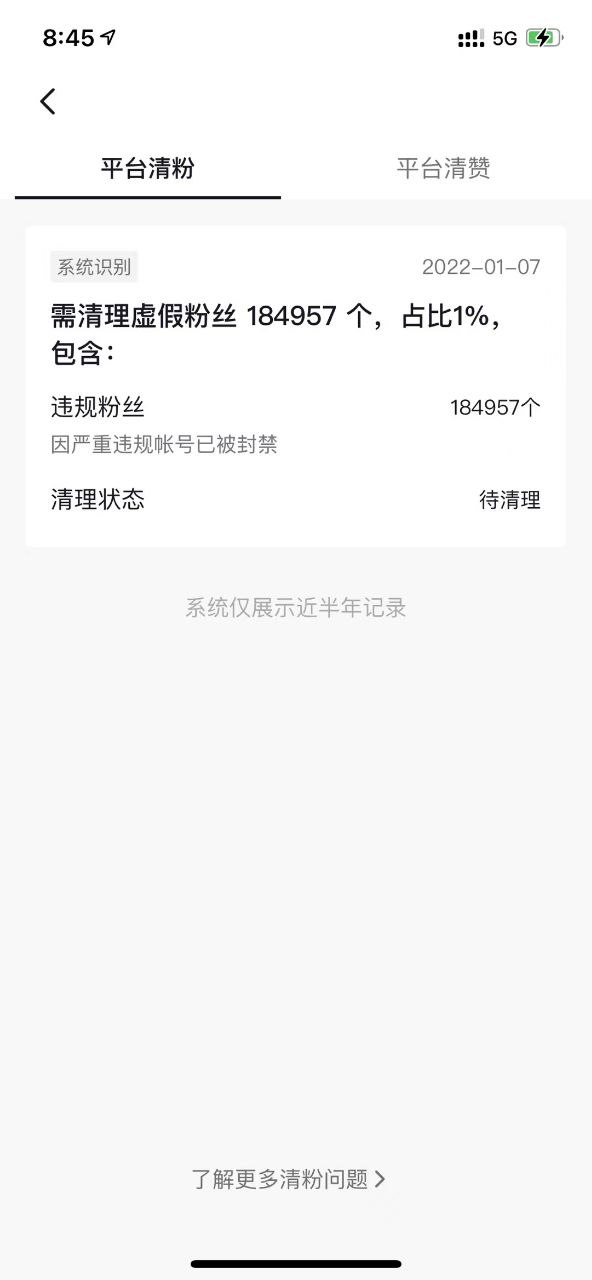 8:45
5G
平台清粉
平台清赞
系统识别
2022-01-07
需清理虚假粉丝 184957 个，占比1%，
包含：
违规粉丝
184957个
因严重违规帐号已被封禁
清理状态
待清理
系统仅展示近半年记录
了解更多清粉问题